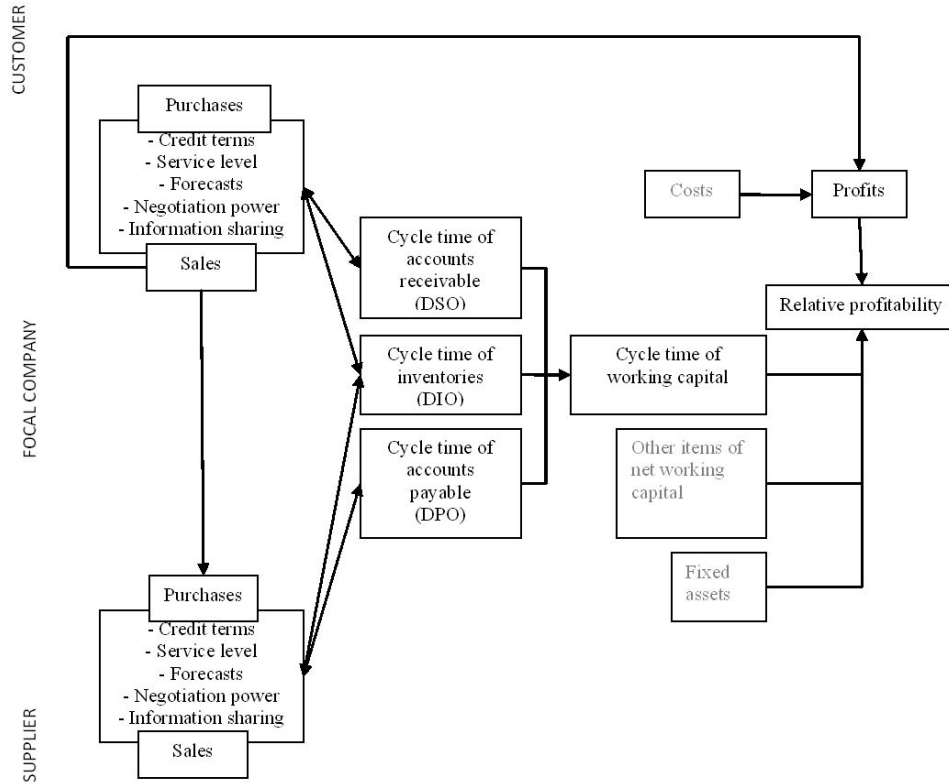 CUSTOMER
Purchases
- Credit terms
- Service level
- Forecasts
- Negotiation power
- Information sharing
Sales
Costs
Profits
Relative profitability
FOCAL COMPANY
Cycle time of
accounts
receivable
(DSO)
Cycle time of
inventories
(DIO)
Cycle time of
accounts
payable
(DPO)
Cycle time of
working capital
Other items of
net working
capital
Fixed
assets
SUPPLIER
Purchases
- Credit terms
- Service level
- Forecasts
- Negotiation power
- Information sharing
Sales